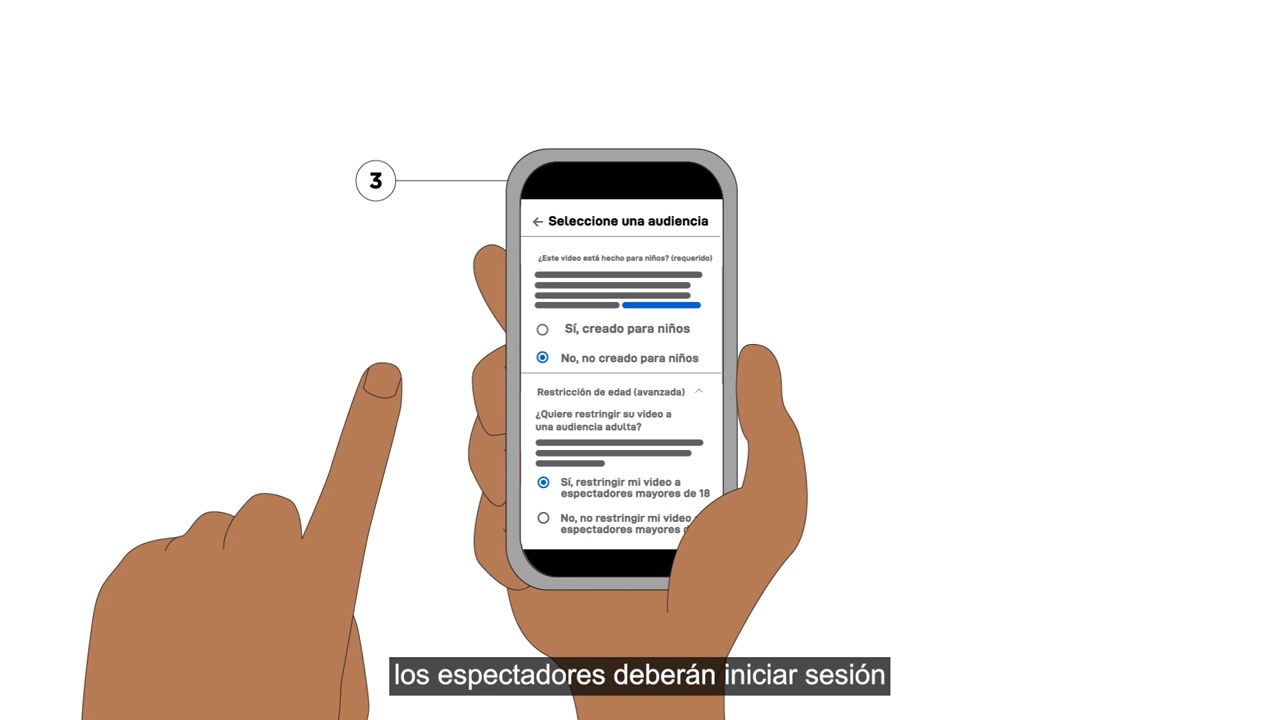 3
Seleccione una audiencia
¿Este video está hecho para niños? (requerido)
Sí, creado para niños
No, no creado para niños
Restricción de edad (avanzada)
¿Quiere restringir su video a
una audiencia adulta?
Sí, restringir mi video a
espectadores mayores de 18
No, no restringir mi video
espectadores mayores
los espectadores deberán iniciar sesión